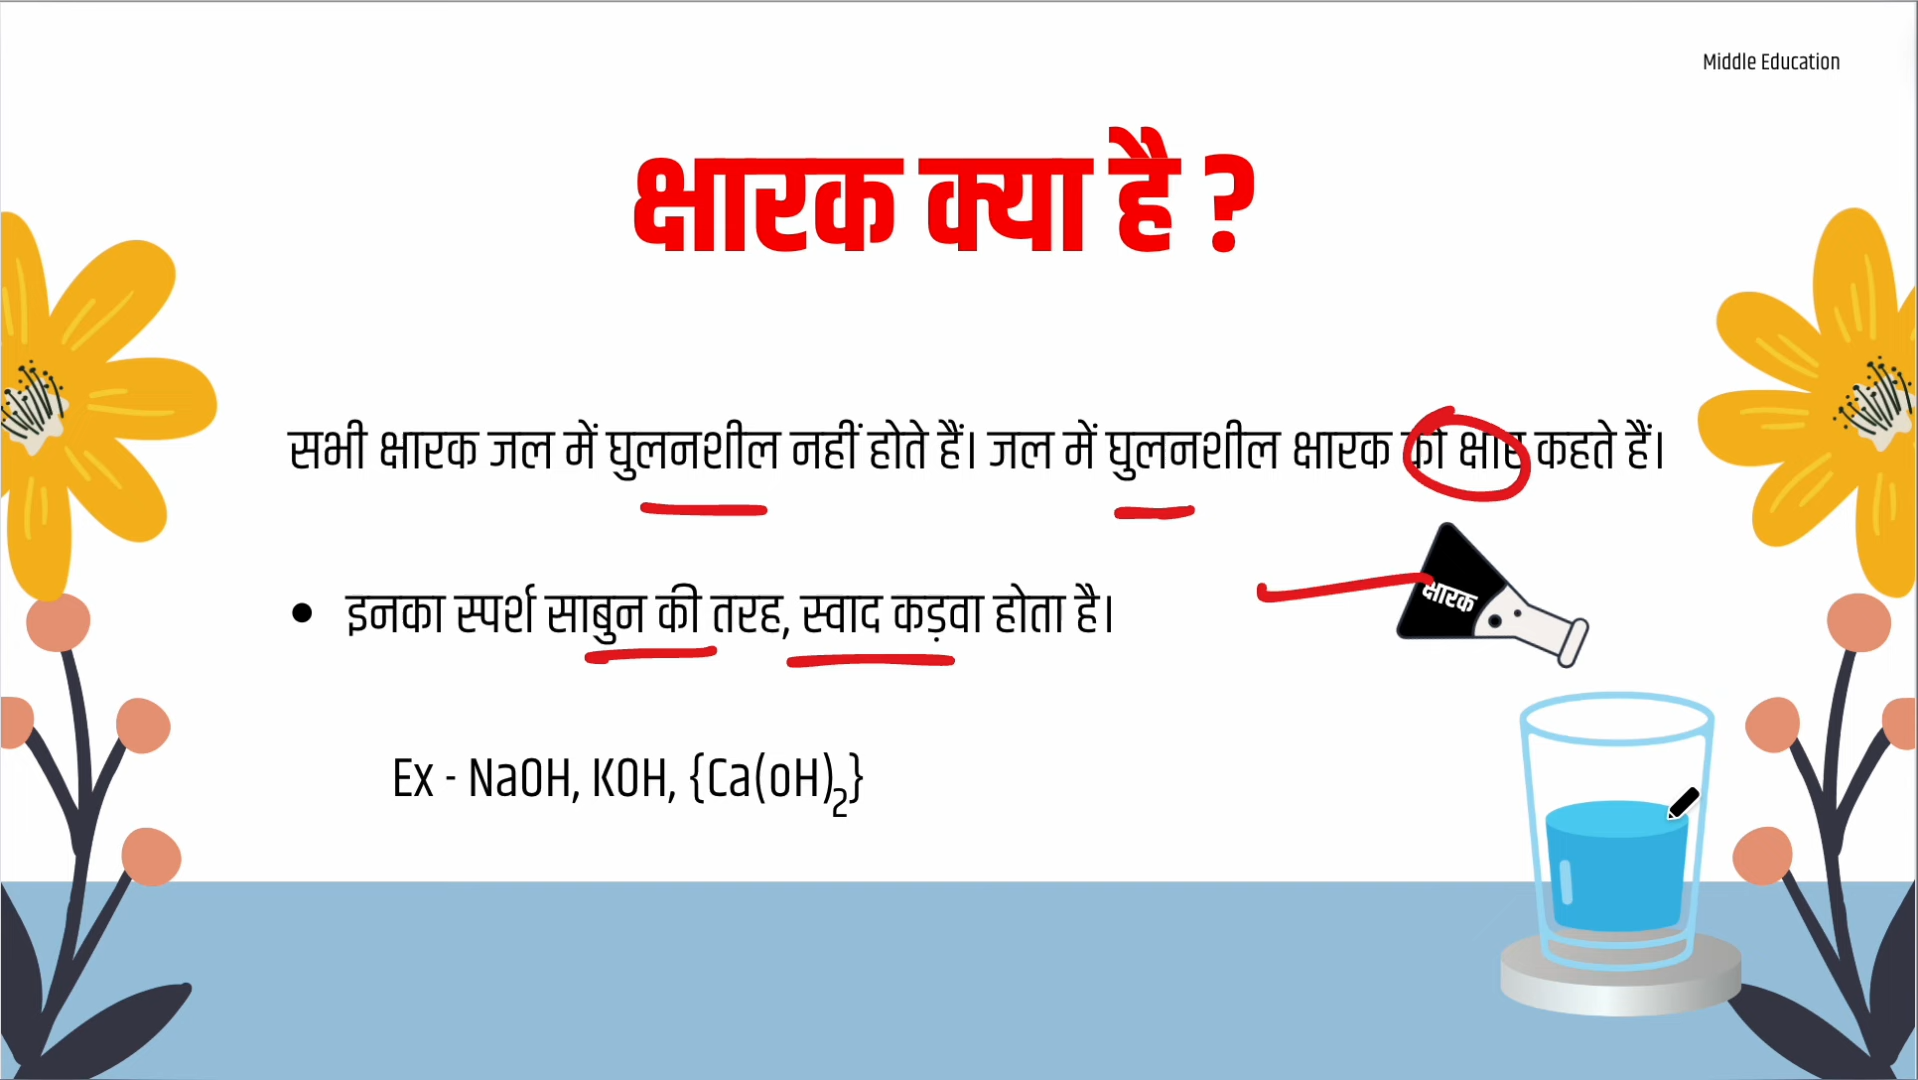 Middle Education
क्षारक क्या है ?
सभी क्षारक जल में घुलनशील नहीं होते हैं। जल में घुलनशील क्षारक को क्षार कहते हैं।
क्षारक
• इनका स्पर्श साबुन की तरह, स्वाद कड़वा होता है।
Ex - NaOH, KOH, {Ca(oH)₂}